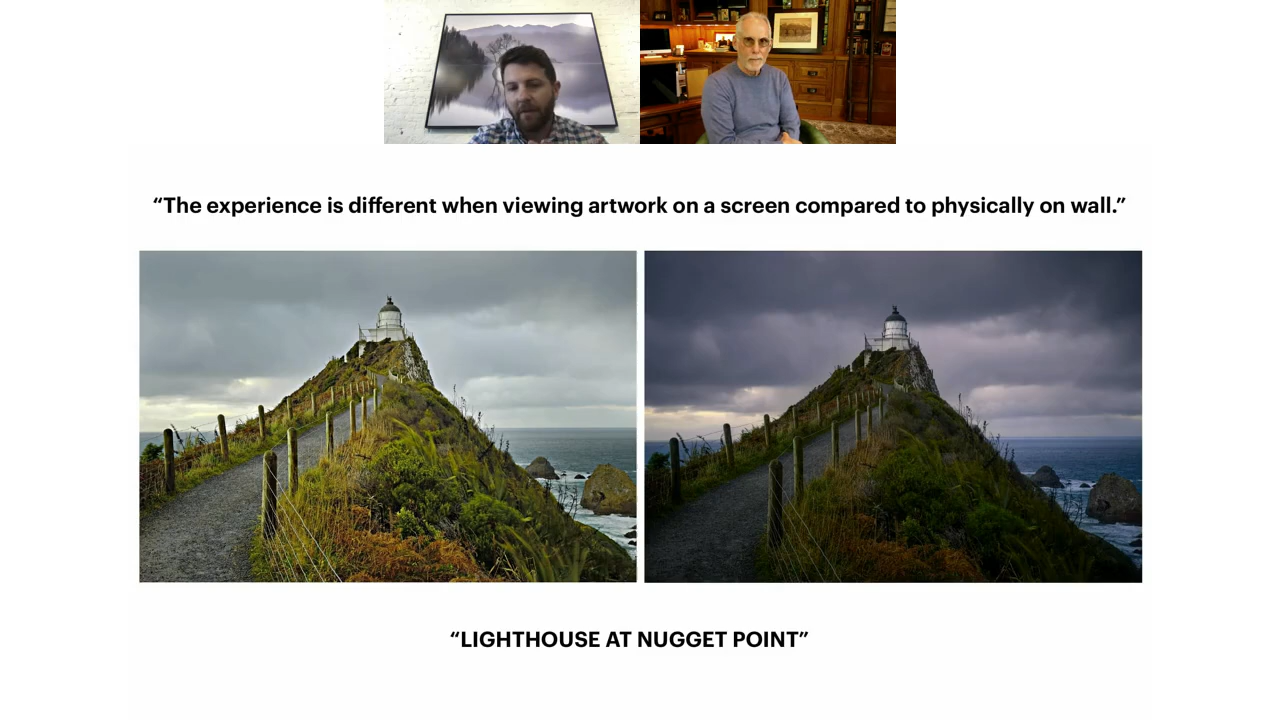 “The experience is different when viewing artwork on a screen compared to physically on wall.”
“LIGHTHOUSE AT NUGGET POINT”